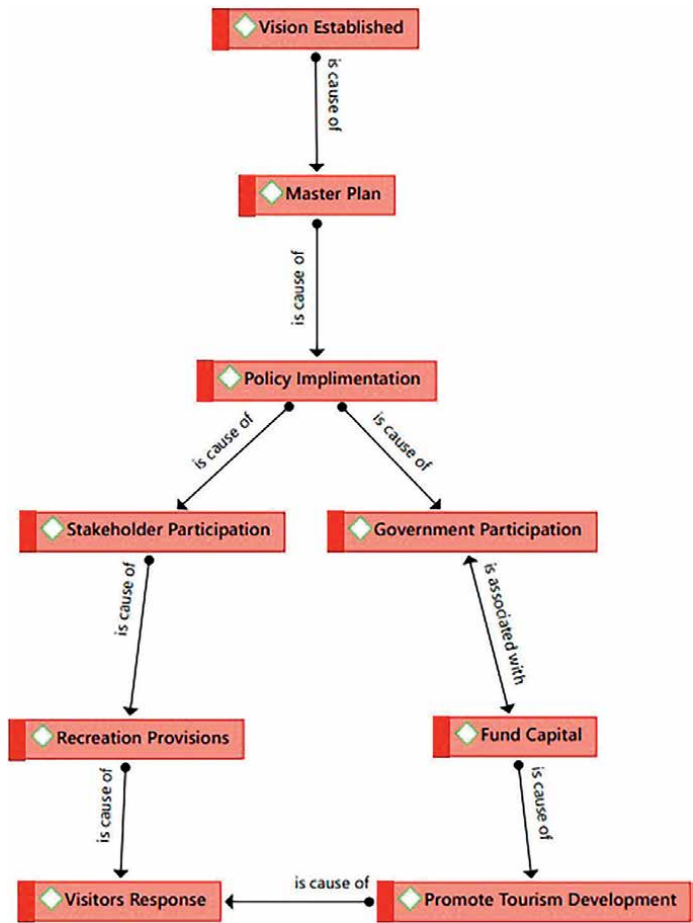 Vision Established
is cause of
Master Plan
is cause of
Policy Implimentation
is cause of
is cause of
Stakeholder Participation
Government Participation
is cause of
is associated with
Recreation Provisions
Fund Capital
is cause of
is cause of
Visitors Response
is cause of
Promote Tourism Development